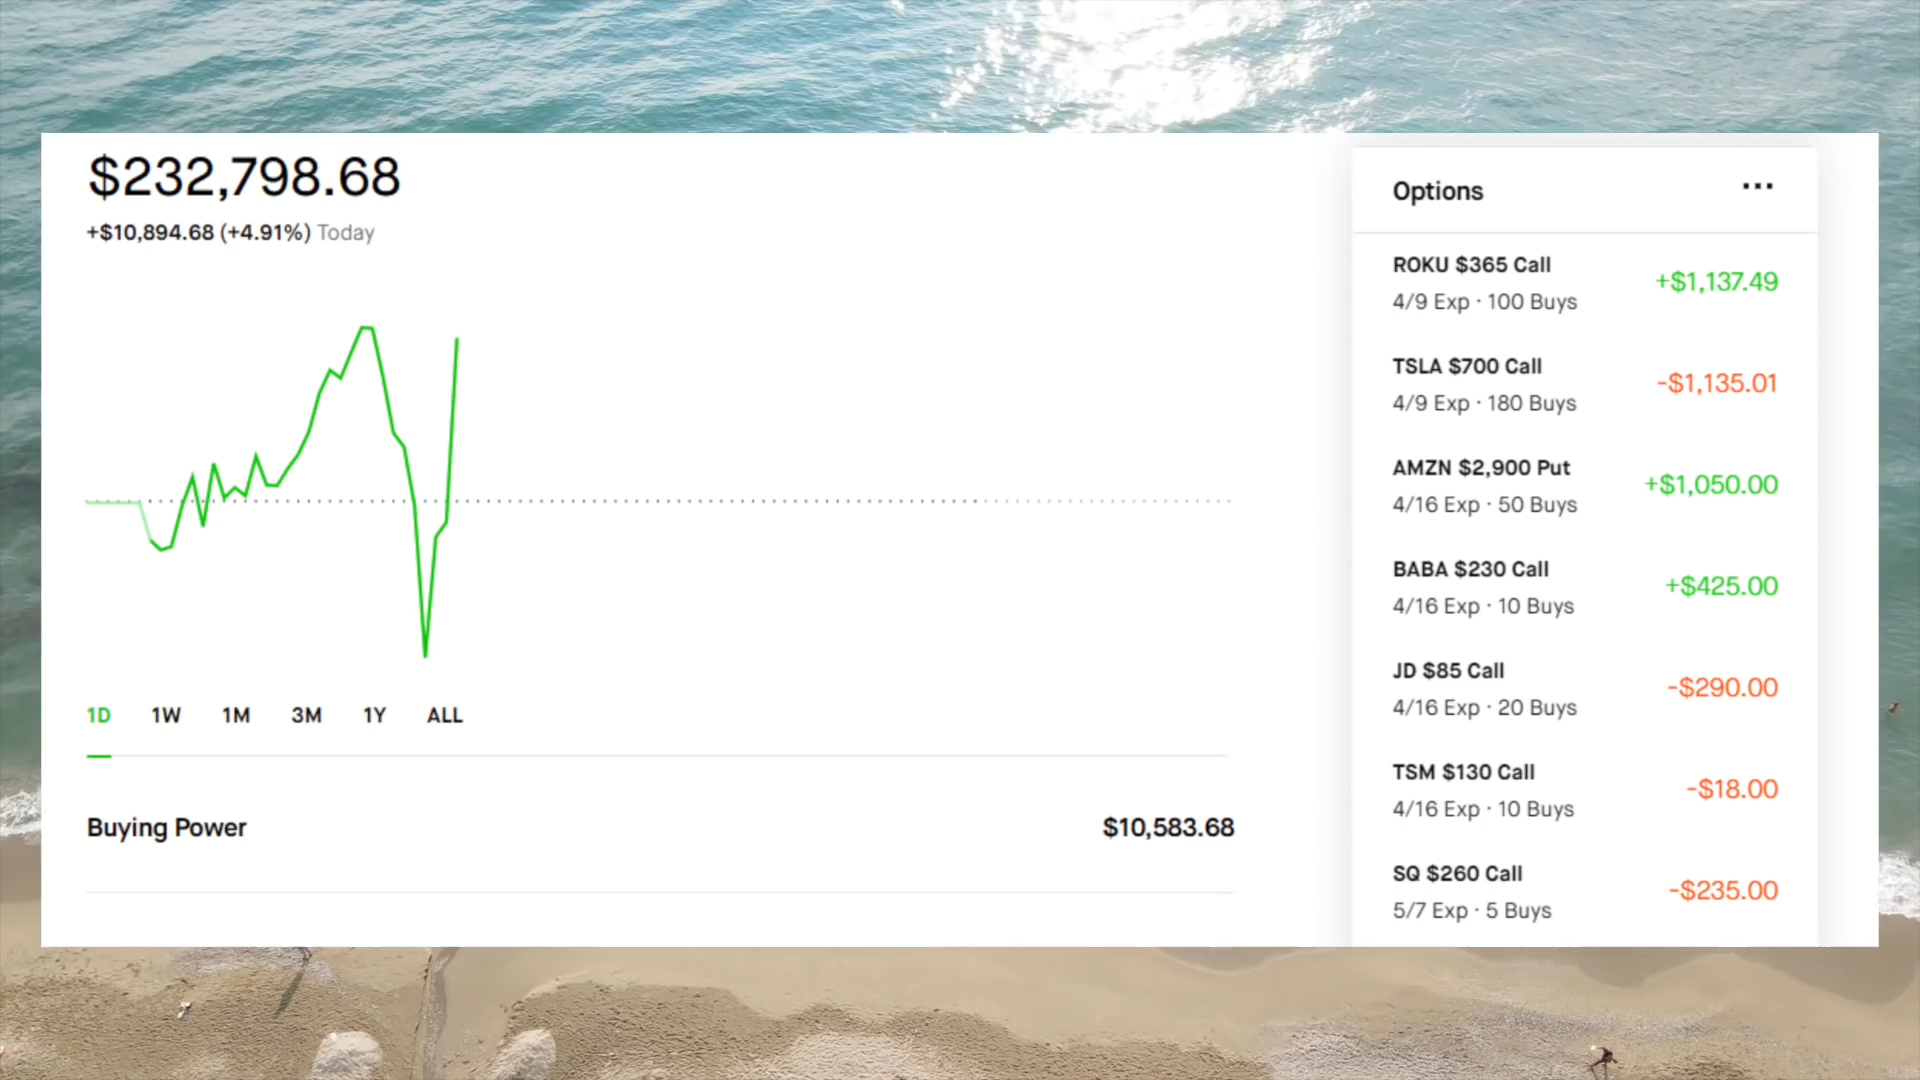 $232,798.68
+$10,894.68 (+4.91%) Today
1D 1W 1M 3M 1Y ALL
Buying Power $10,583.68
Options ...
ROKU $365 Call
4/9 Exp · 100 Buys
+$1,137.49
TSLA $700 Call
4/9 Exp · 180 Buys
-$1,135.01
AMZN $2,900 Put
4/16 Exp · 50 Buys
+$1,050.00
BABA $230 Call
4/16 Exp · 10 Buys
+$425.00
JD $85 Call
4/16 Exp · 20 Buys
-$290.00
TSM $130 Call
4/16 Exp · 10 Buys
-$18.00
SQ $260 Call
5/7 Exp · 5 Buys
-$235.00